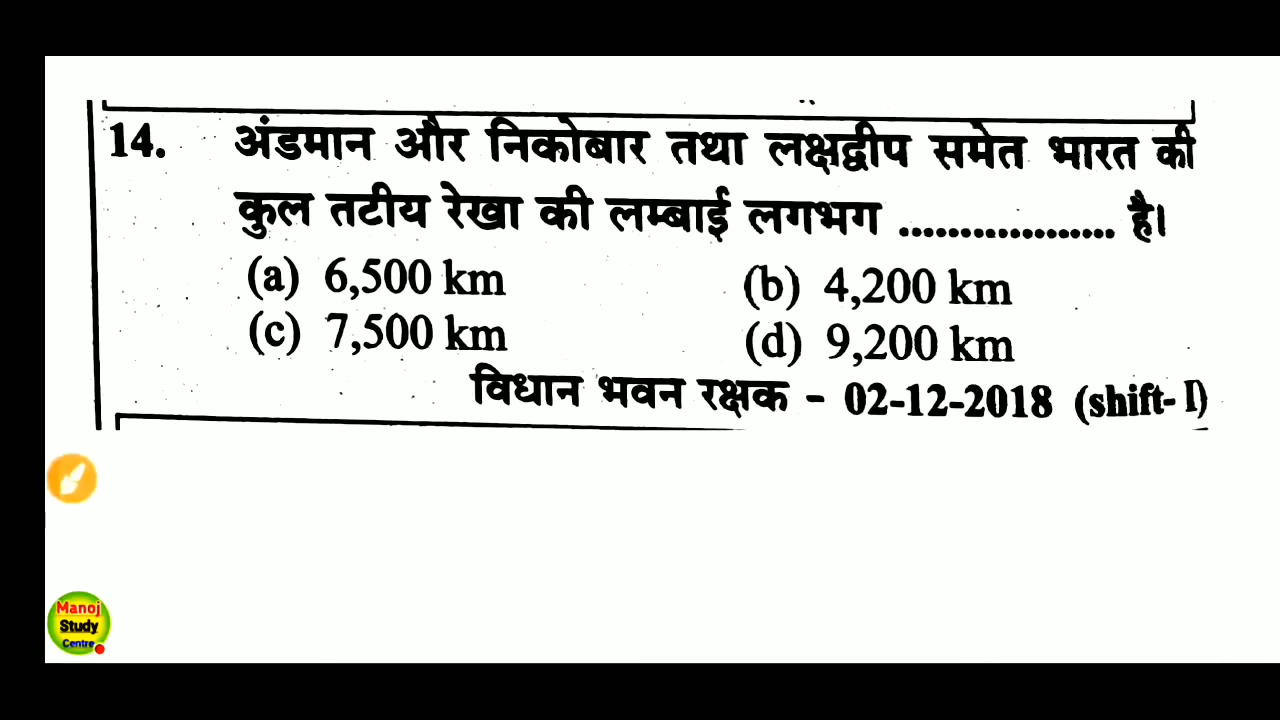 14. अंडमान और निकोबार तथा लक्षद्वीप समेत भारत की
कुल तटीय रेखा की लम्बाई लगभग .................. है।
(a) 6,500 km (b) 4,200 km
(c) 7,500 km (d) 9,200 km
विधान भवन रक्षक - 02-12-2018 (shift- I)
Manoj
Study
Centre